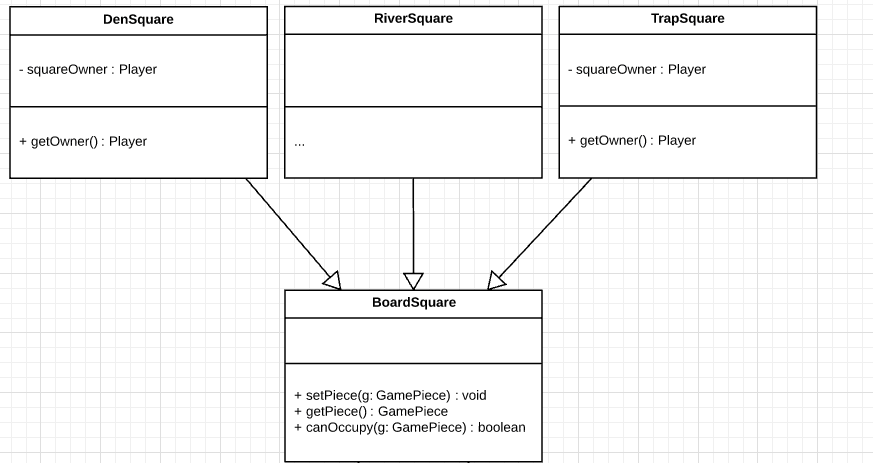 DenSquare
- squareOwner : Player
+ getOwner() : Player
RiverSquare
...
TrapSquare
- squareOwner : Player
+ getOwner() : Player
BoardSquare
+ setPiece(g: GamePiece) : void
+ getPiece() : GamePiece
+ canOccupy(g: GamePiece) : boolean